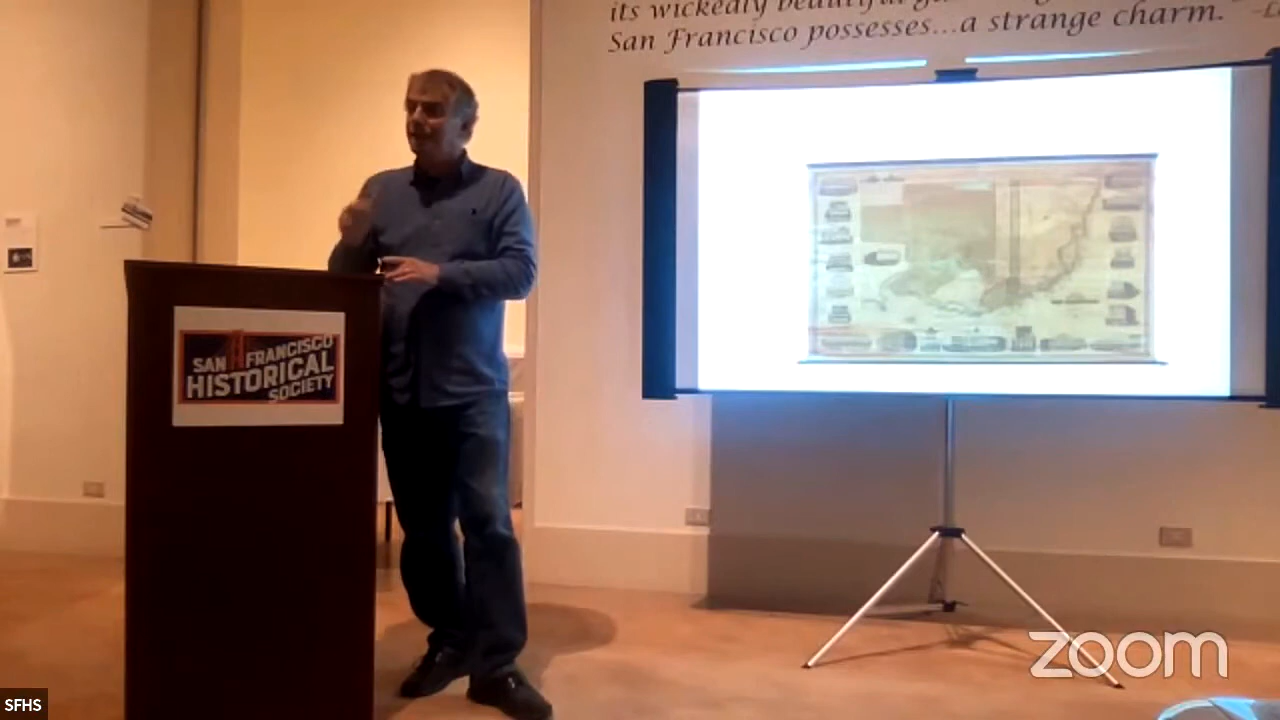 its wickedly beautiful
San Francisco possesses...a strange charm.
SAN FRANCISCO
HISTORICAL
SOCIETY
zoom
SFHS